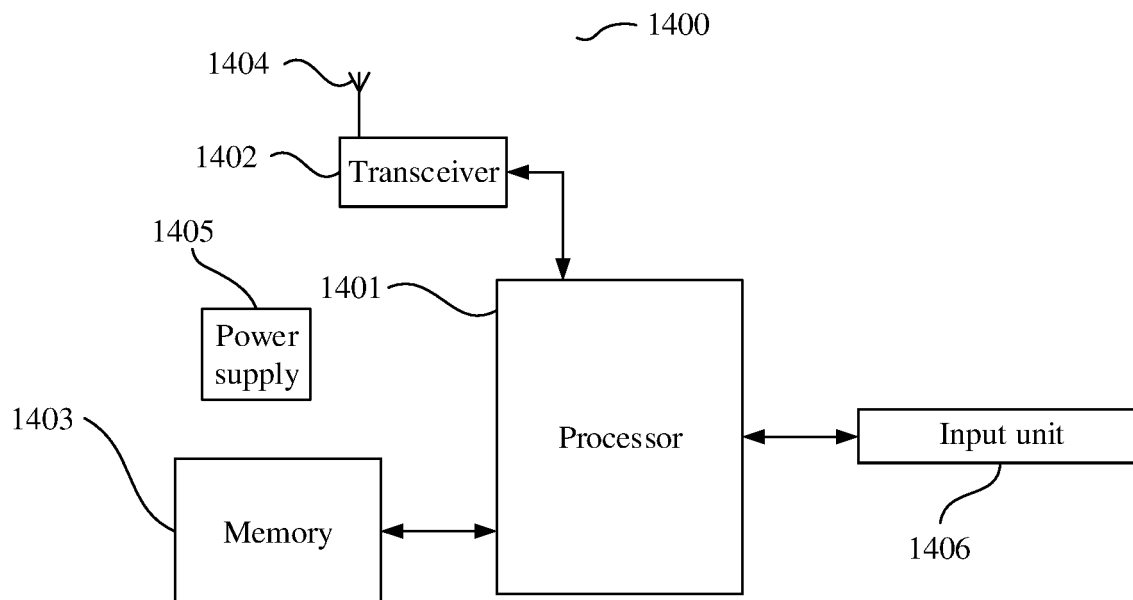 1400
1404
1402
Transceiver
1405
1401
Power
supply
1403
Processor
Input unit
Memory
1406